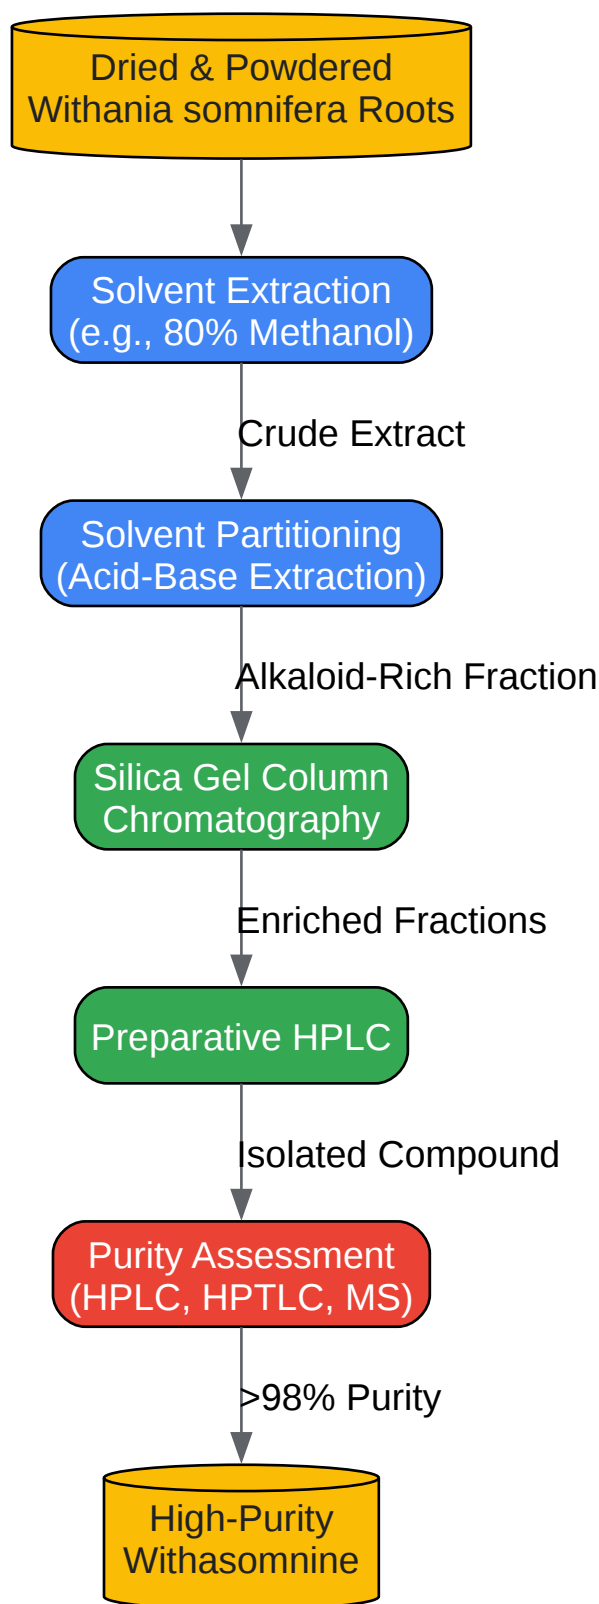 Dried & Powdered
Withania somnifera Roots
Solvent Extraction
(e.g., 80% Methanol)
Crude Extract
Solvent Partitioning
(Acid-Base Extraction)
Alkaloid-Rich Fraction
Silica Gel Column
Chromatography
Enriched Fractions
Preparative HPLC
Isolated Compound
Purity Assessment
(HPLC, HPTLC, MS)
>98% Purity
High-Purity
Withasomnine